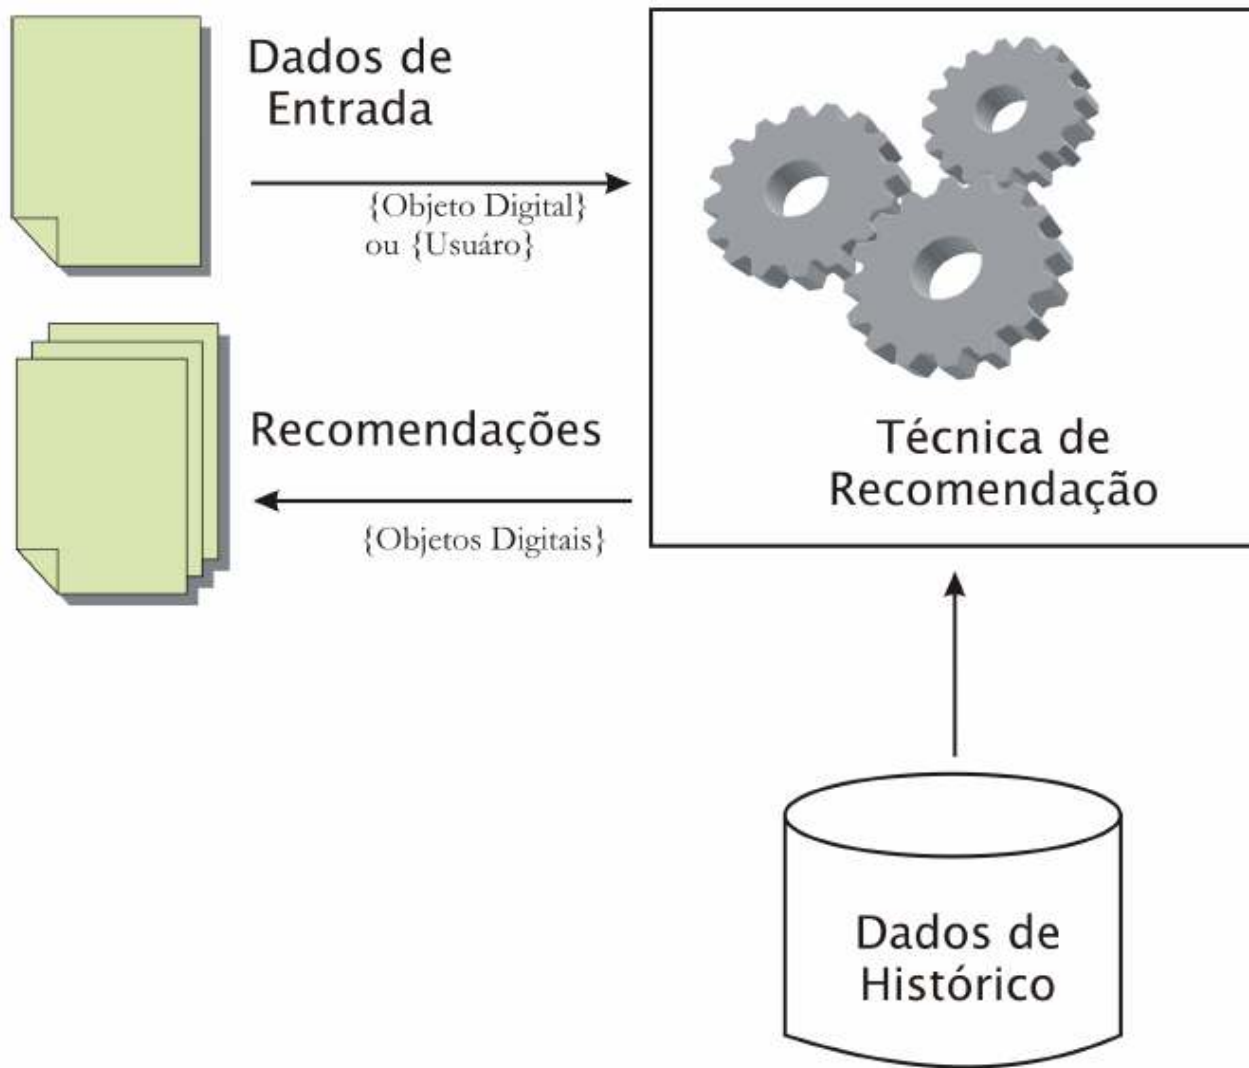 Dados de
Entrada
{Objeto Digital}
ou {Usuáro}
Recomendações
{Objetos Digitais}
Técnica de
Recomendação
Dados de
Histórico